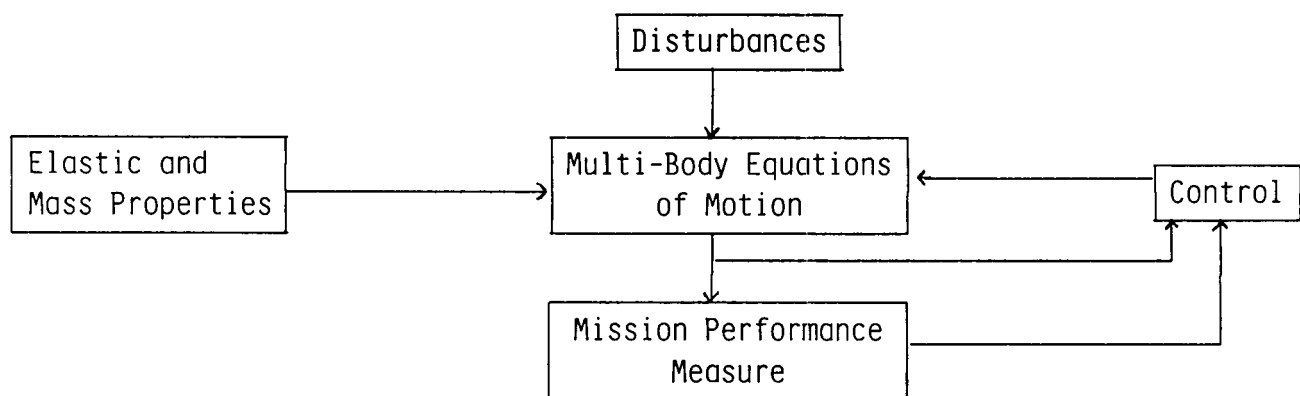 Disturbances
Elastic and
Mass Properties
Multi-Body Equations
of Motion
Control
Mission Performance
Measure